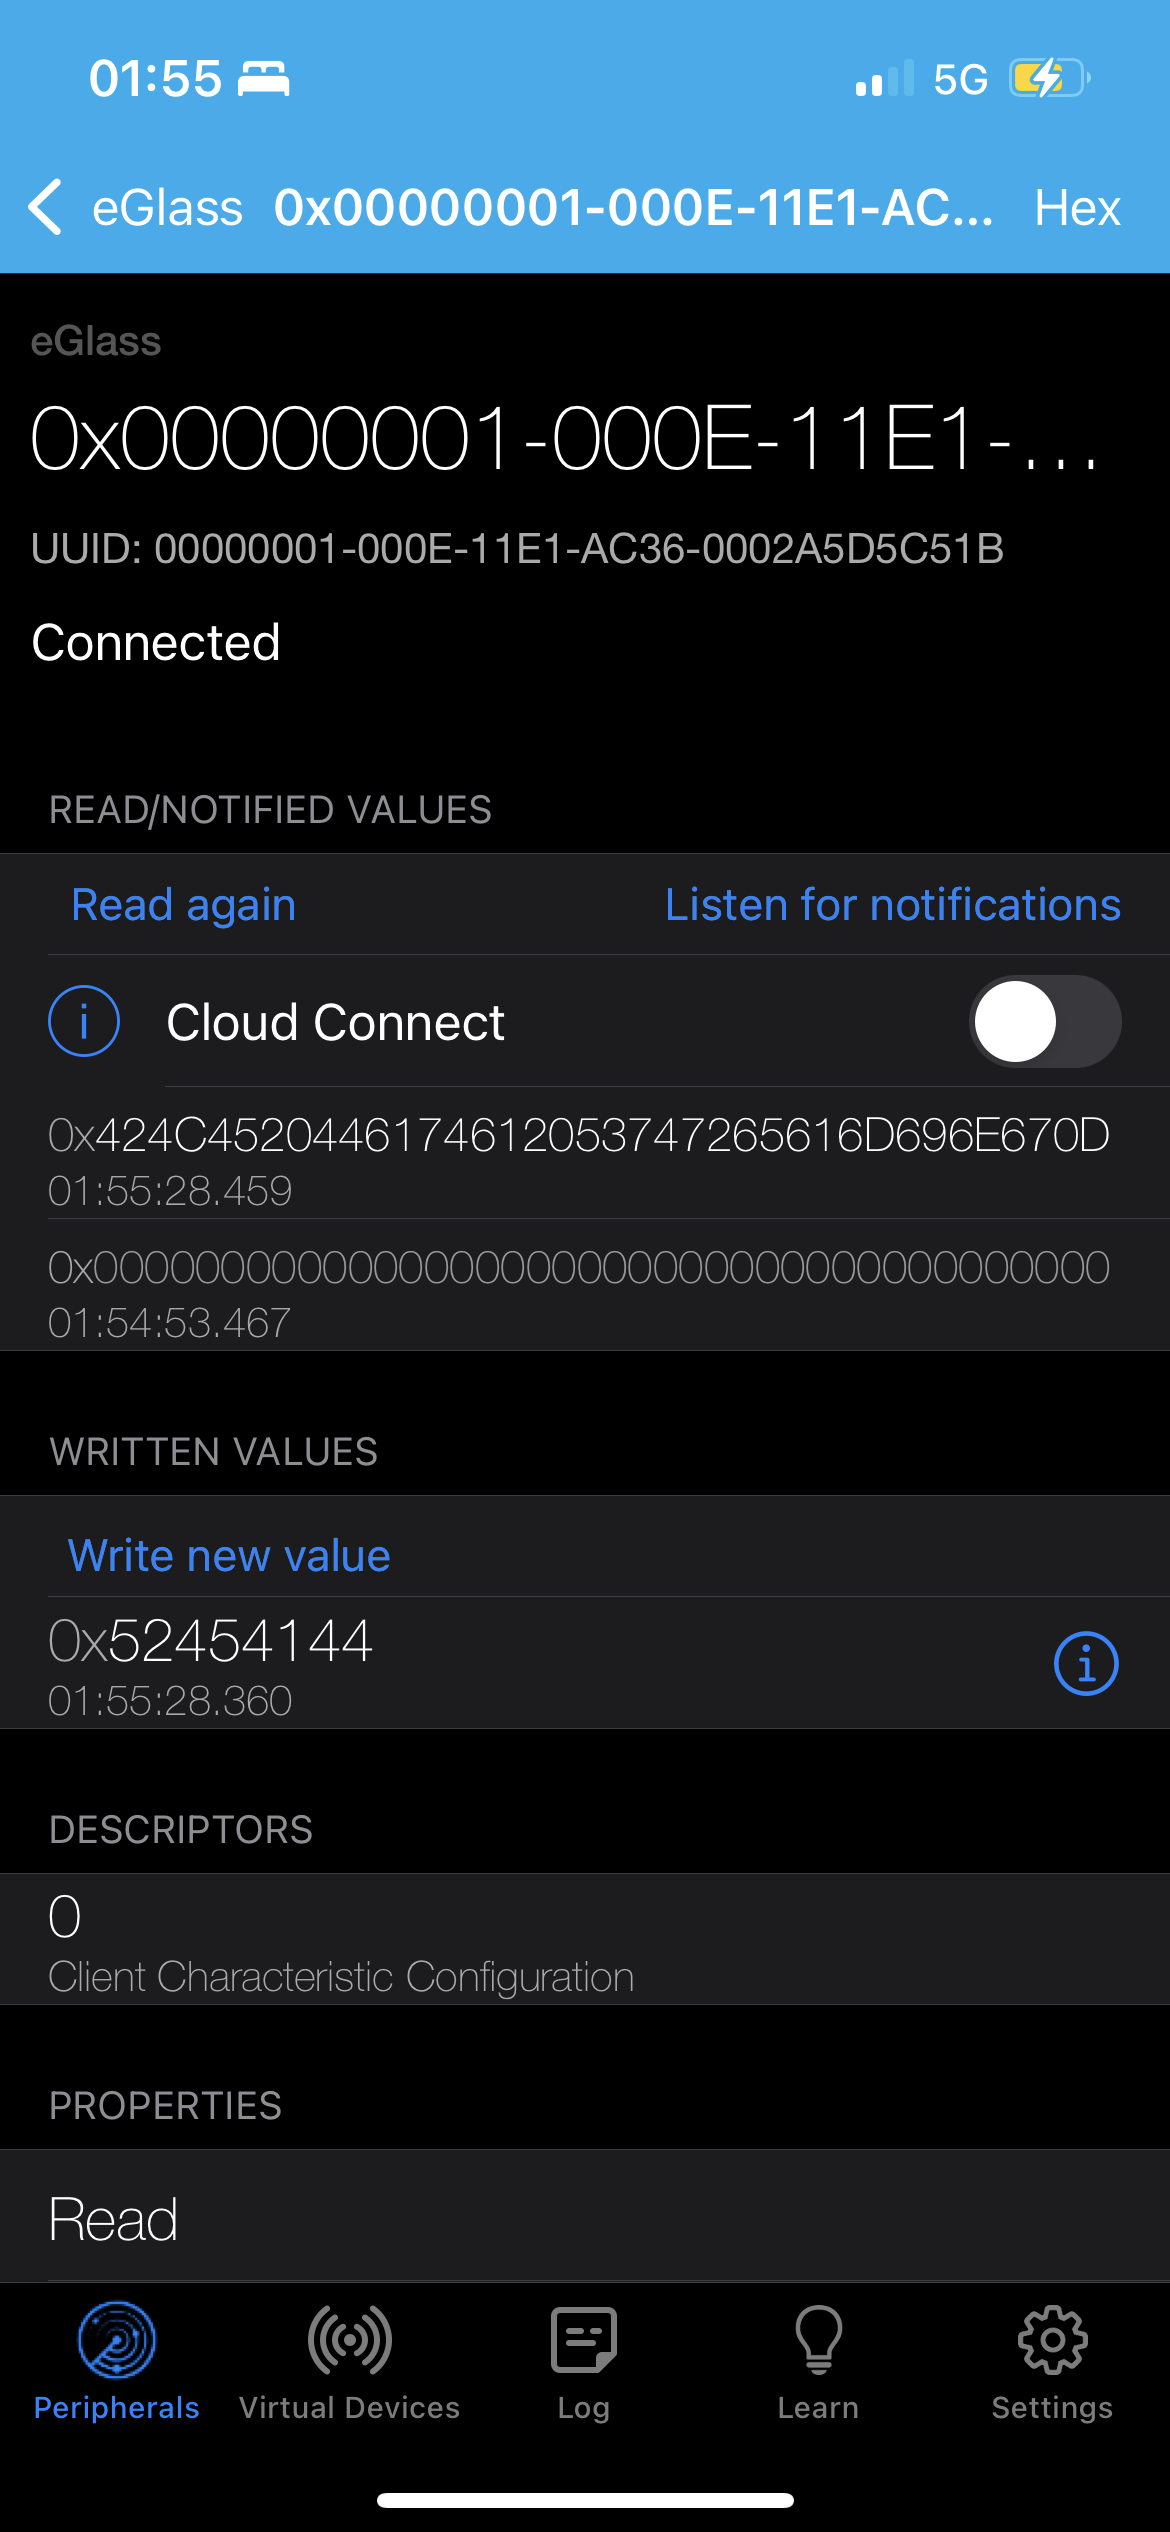 01:55
5G
eGlass 0x00000001-000E-11E1-AC... Hex
eGlass
0x00000001-000E-11E1-...
UUID: 00000001-000E-11E1-AC36-0002A5D5C51B
Connected
READ/NOTIFIED VALUES
Read again
Listen for notifications
Cloud Connect
0x424C45204461746120537472​65616D696E670D
01:55:28.459
0x0000000000000000000000000000000000000000
01:54:53.467
WRITTEN VALUES
Write new value
0x52454144
01:55:28.360
DESCRIPTORS
0
Client Characteristic Configuration
PROPERTIES
Read
Peripherals
Virtual Devices
Log
Learn
Settings